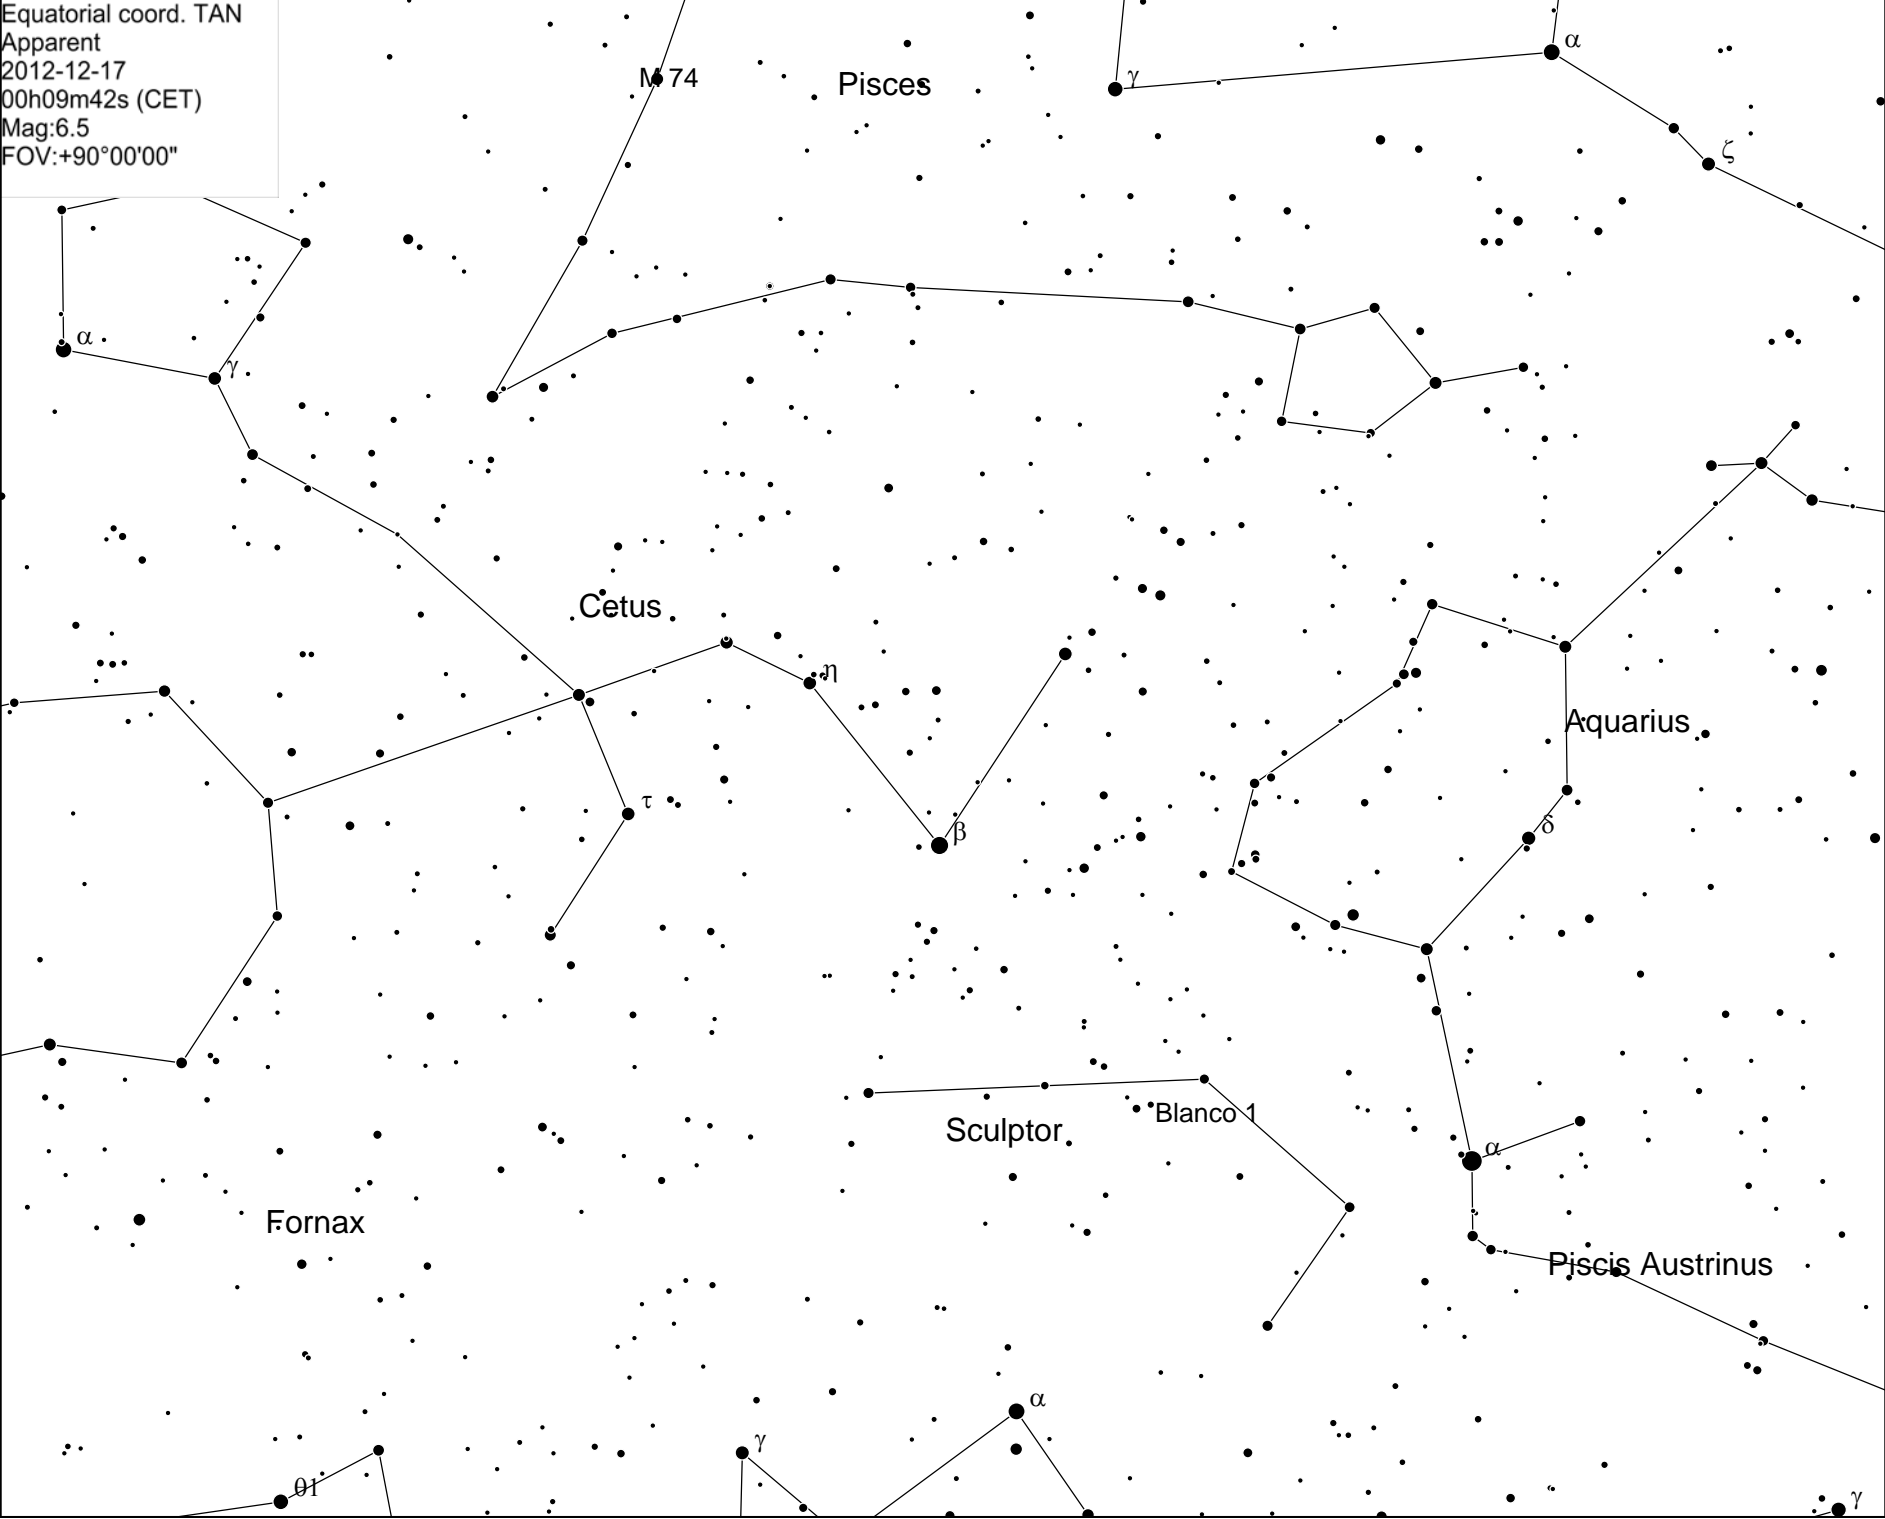 Equatorial coord. TAN
Apparent
2012-12-17
00h09m42s (CET)
Mag:6.5
FOV:+90°00'00"
α
M 74
γ
Pisces
ζ
α
γ
Cetus
η
Aquarius
τ
δ
β
Blanco 1
Sculptor
α
Fornax
Piscis Austrinus
α
γ
θ1
γ